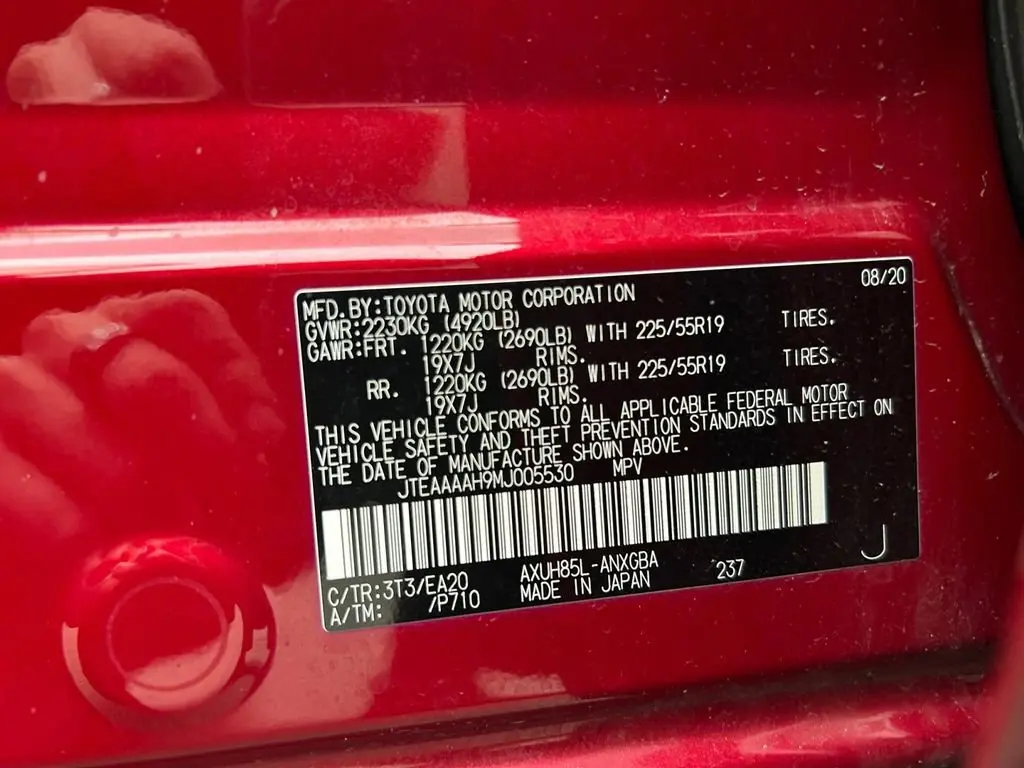 08/20
MFD.BY:TOYOTA MOTOR CORPORATION
GVWR:2230KG (4920LB)
GAWR:FRT. 1220KG (2690LB) WITH 225/55R19 TIRES.
19X7J RIMS.
RR. 1220KG (2690LB) WITH 225/55R19 TIRES.
19X7J RIMS.
THIS VEHICLE CONFORMS TO ALL APPLICABLE FEDERAL MOTOR
VEHICLE SAFETY AND THEFT PREVENTION STANDARDS IN EFFECT ON
THE DATE OF MANUFACTURE SHOWN ABOVE.
JTEAAAAH9MJ005530 MPV
C/TR:3T3/EA20 AXUH85L-ANXGBA 237 J
A/TM: /P710 MADE IN JAPAN